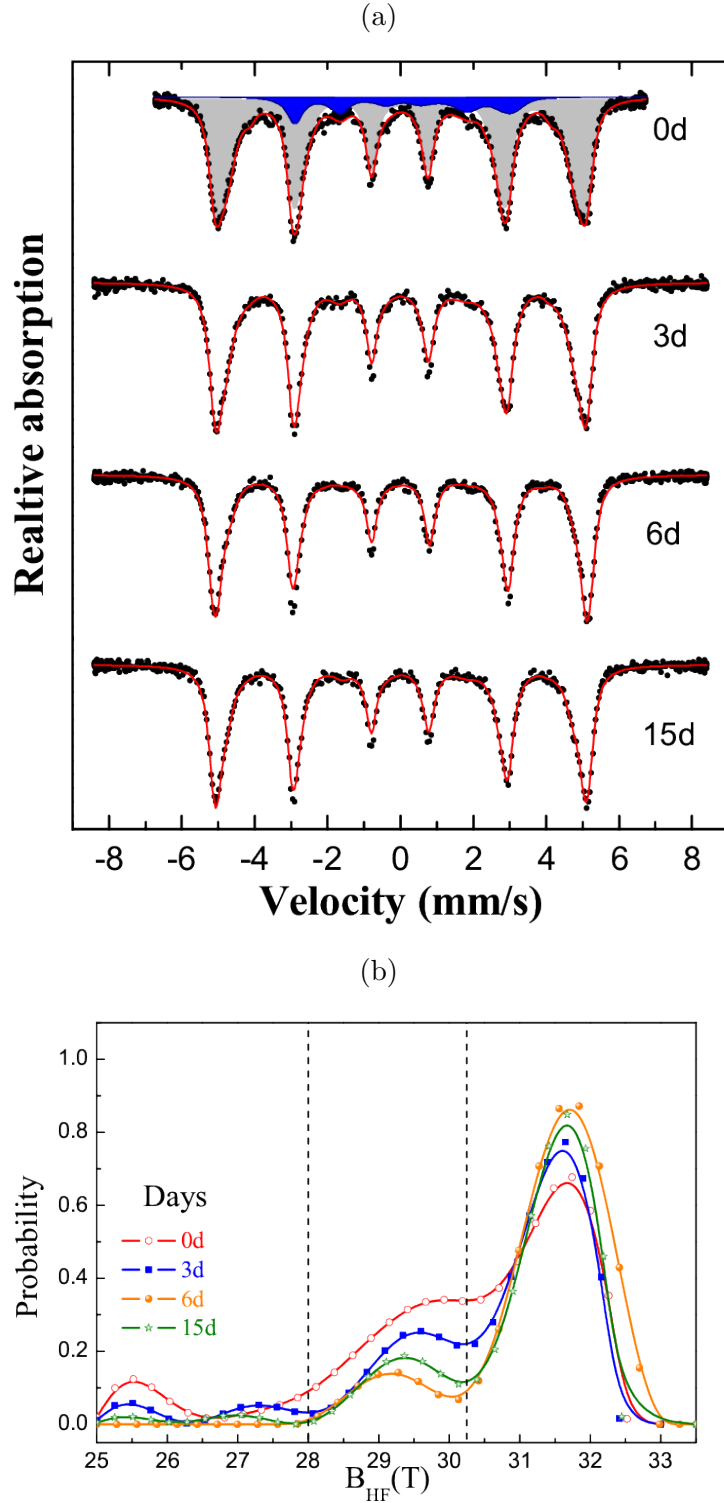 (a)
Realtive absorption
0d
3d
6d
15d
-8 -6 -4 -2 0 2 4 6 8
Velocity (mm/s)
(b)
Probability
1.0
0.8
0.6
0.4
0.2
0.0
Days
0d
3d
6d
15d
25 26 27 28 29 30 31 32 33
B_HF(T)